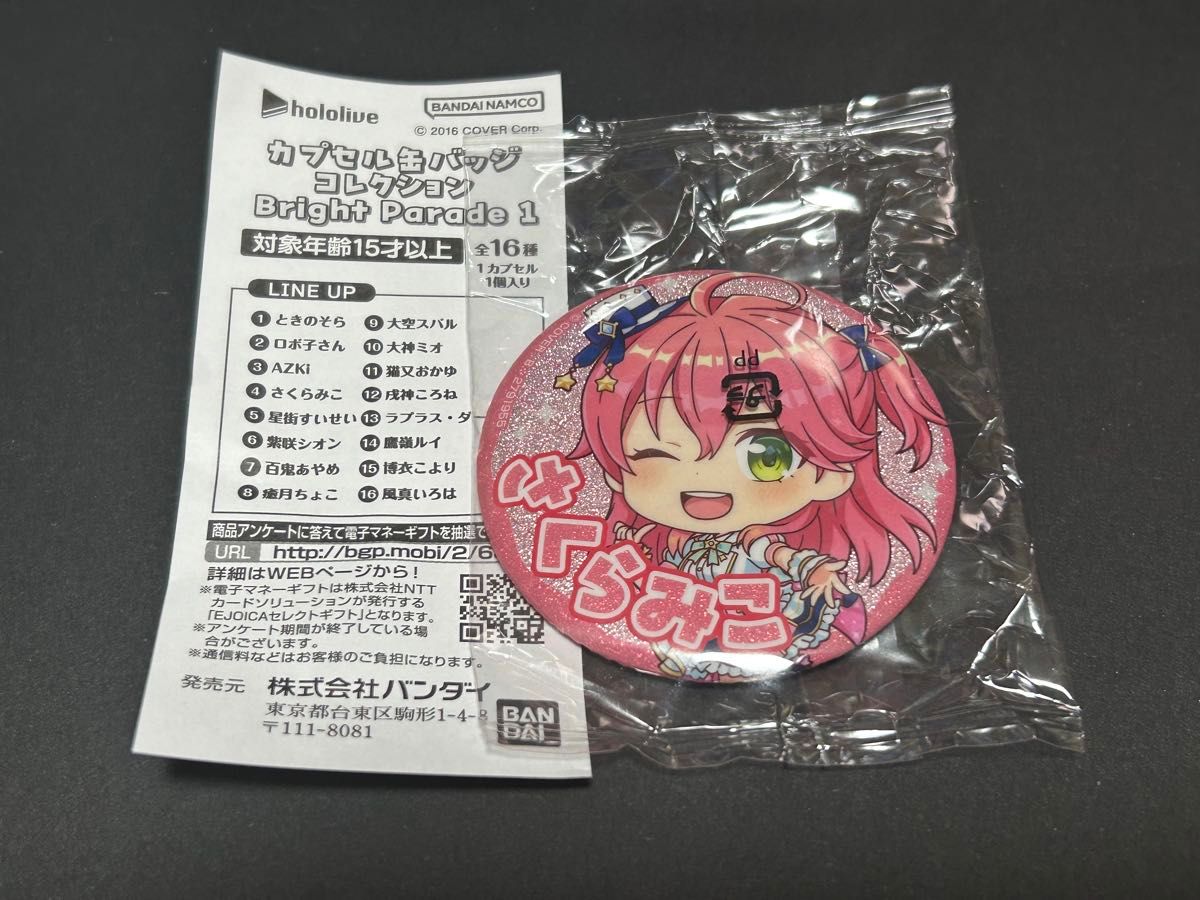 hololive
BANDAI NAMCO
© 2016 COVER Corp.
カプセル缶バッジ
コレクション
Bright Parade 1
対象年齢15才以上
全16種
1カプセル
1個入り
LINE UP
1 ときのそら
2 ロボ子さん
3 AZKi
4 さくらみこ
5 星街すいせい
6 紫咲シオン
7 百鬼あやめ
8 癒月ちょこ
9 大空スバル
10 大神ミオ
11 猫又おかゆ
12 戌神ころね
13 ラプラス・ダー
14 鷹嶺ルイ
15 博衣こより
16 風真いろは
商品アンケートに答えて電子マネーギフトを抽選で
URL http://bgp.mobi/2/6
詳細はWEBページから!
※電子マネーギフトは株式会社NTT
カードソリューションが発行する
「EJOICAセレクトギフト」となります。
※アンケート期間が終了している場
合がございます。
※通信料などはお客様のご負担になります。
発売元 株式会社バンダイ
東京都台東区駒形1-4-8
〒111-8081
BAN
DAI
PP
さくらみこ